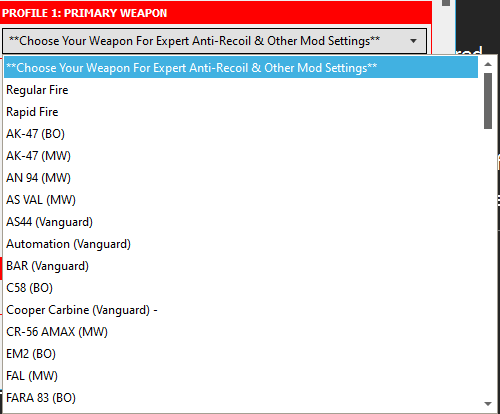 PROFILE 1: PRIMARY WEAPON
**Choose Your Weapon For Expert Anti-Recoil & Other Mod Settings**
**Choose Your Weapon For Expert Anti-Recoil & Other Mod Settings**
Regular Fire
Rapid Fire
AK-47 (BO)
AK-47 (MW)
AN 94 (MW)
AS VAL (MW)
AS44 (Vanguard)
Automation (Vanguard)
BAR (Vanguard)
C58 (BO)
Cooper Carbine (Vanguard) -
CR-56 AMAX (MW)
EM2 (BO)
FAL (MW)
FARA 83 (BO)